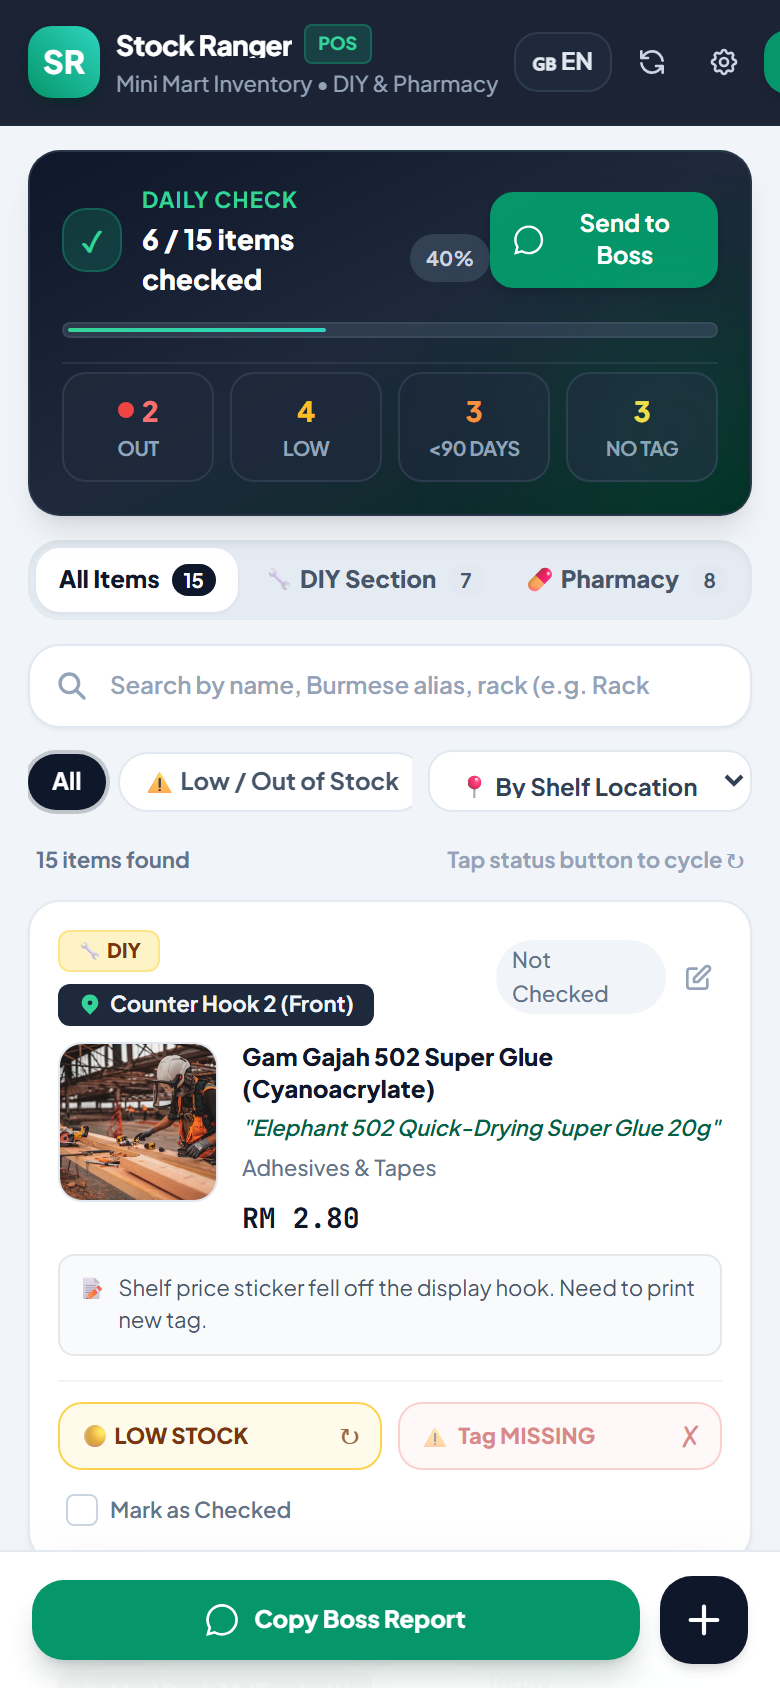 SR
Stock Ranger POS
Mini Mart Inventory • DIY & Pharmacy
GB EN
DAILY CHECK
6 / 15 items
checked
40%
Send to
Boss
2
OUT
4
LOW
3
<90 DAYS
3
NO TAG
All Items 15
DIY Section 7
Pharmacy 8
Search by name, Burmese alias, rack (e.g. Rack
All
Low / Out of Stock
By Shelf Location
15 items found
Tap status button to cycle ↻
DIY
Not
Checked
Counter Hook 2 (Front)
Gam Gajah 502 Super Glue
(Cyanoacrylate)
"Elephant 502 Quick-Drying Super Glue 20g"
Adhesives & Tapes
RM 2.80
Shelf price sticker fell off the display hook. Need to print
new tag.
LOW STOCK ↻
Tag MISSING ✗
Mark as Checked
Copy Boss Report
+